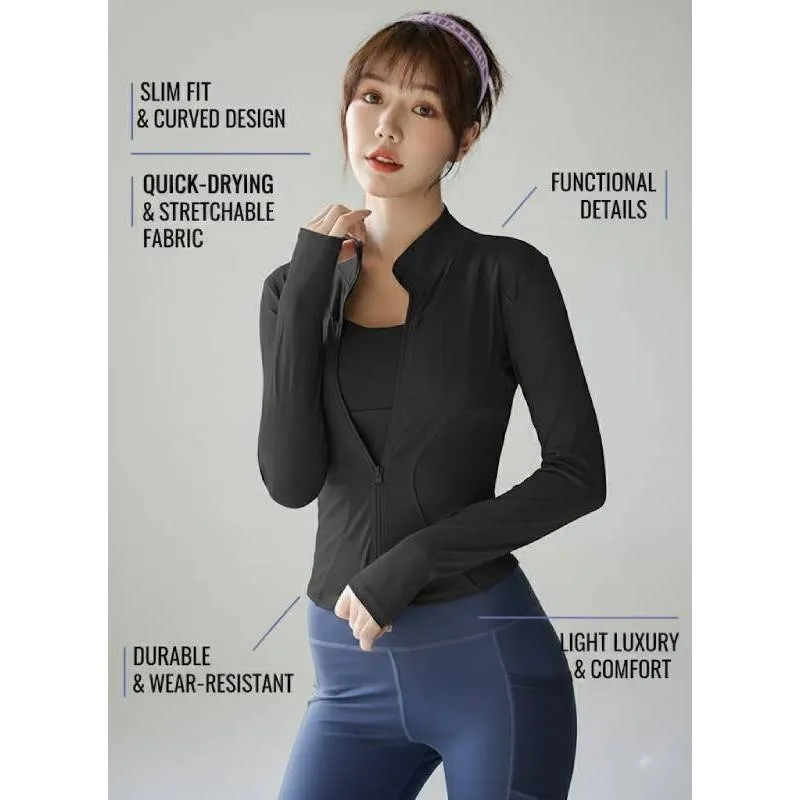 SLIM FIT
& CURVED DESIGN
QUICK-DRYING
& STRETCHABLE
FABRIC
FUNCTIONAL
DETAILS
DURABLE
& WEAR-RESISTANT
LIGHT LUXURY
& COMFORT